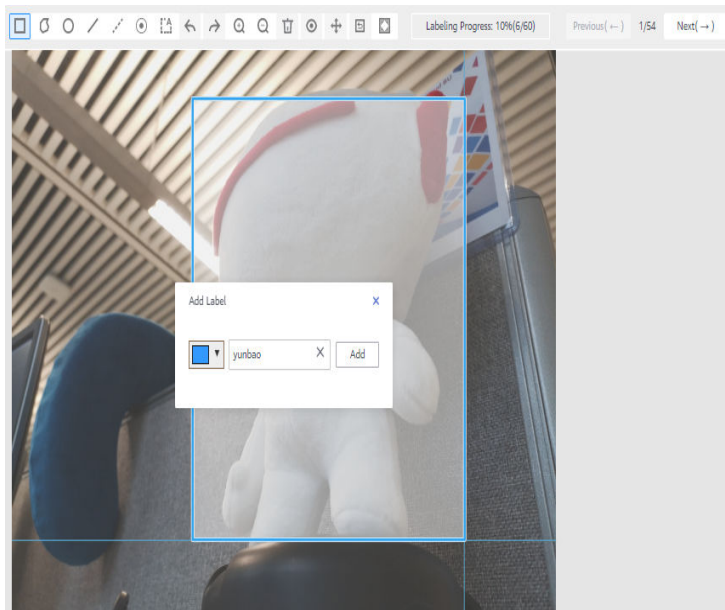 Labeling Progress: 10%(6/60)
Previous( ← )
1/54
Next( → )
Add Label
yunbao
Add